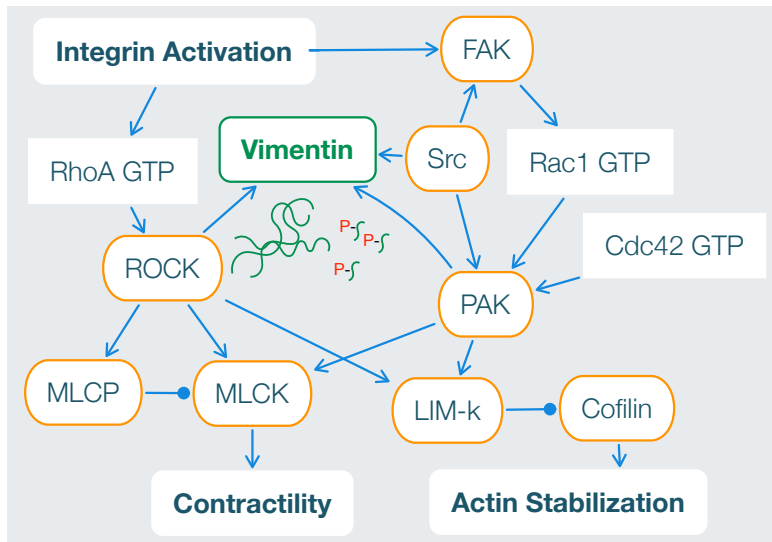 Integrin Activation
FAK
Vimentin
Src
RhoA GTP
Rac1 GTP
Cdc42 GTP
P-
P-
P-
ROCK
PAK
MLCP
MLCK
LIM-k
Cofilin
Contractility
Actin Stabilization